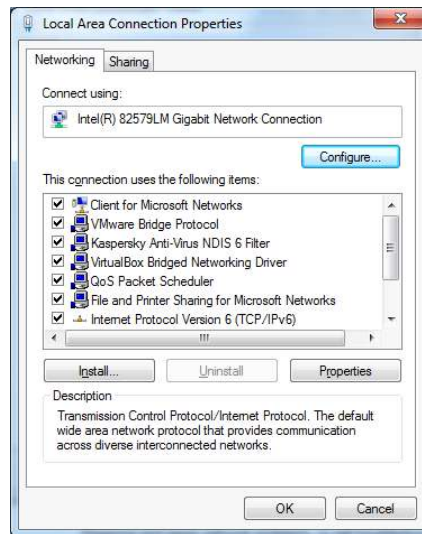 Local Area Connection Properties
Networking Sharing
Connect using:
Intel(R) 82579LM Gigabit Network Connection
Configure...
This connection uses the following items:
Client for Microsoft Networks
VMware Bridge Protocol
Kaspersky Anti-Virus NDIS 6 Filter
VirtualBox Bridged Networking Driver
QoS Packet Scheduler
File and Printer Sharing for Microsoft Networks
Internet Protocol Version 6 (TCP/IPv6)
Install... Uninstall Properties
Description
Transmission Control Protocol/Internet Protocol. The default
wide area network protocol that provides communication
across diverse interconnected networks.
OK Cancel